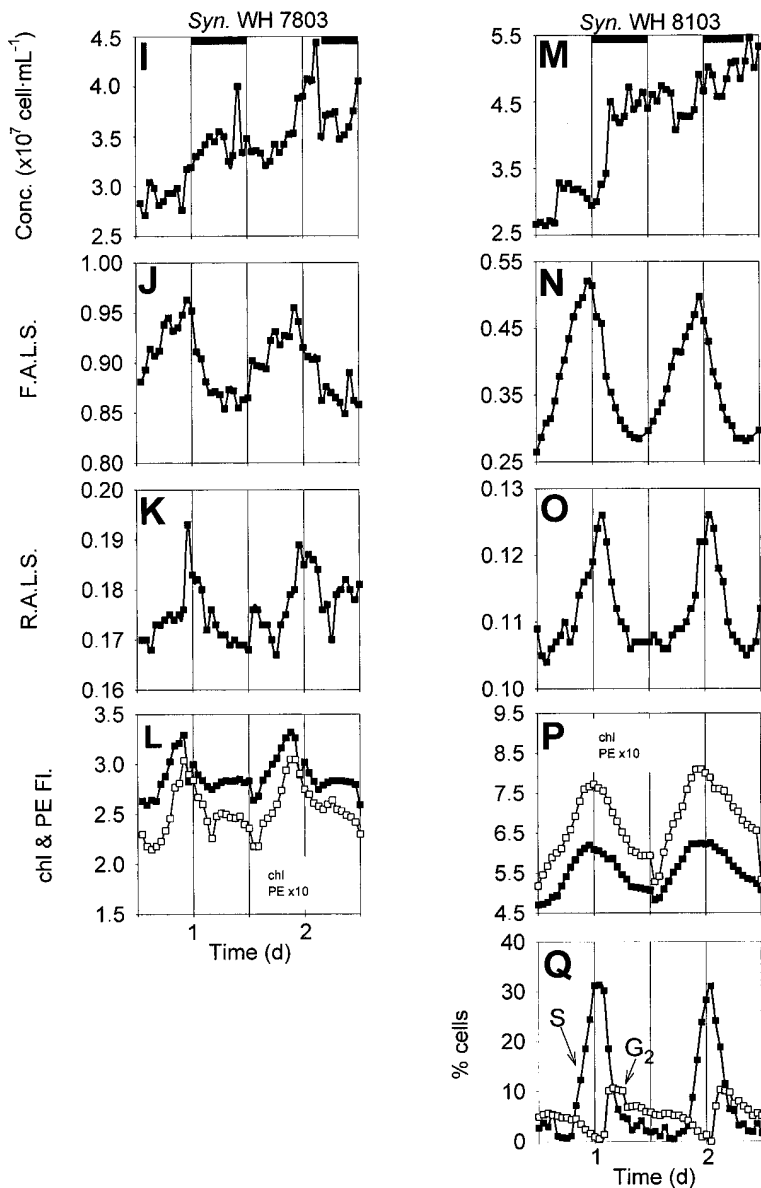 Syn. WH 7803
Syn. WH 8103
Conc. (x10⁷ cell·mL⁻¹)
I
4.5
4.0
3.5
3.0
2.5
M
5.5
4.5
3.5
2.5
F.A.L.S.
J
1.00
0.95
0.90
0.85
0.80
N
0.55
0.45
0.35
0.25
R.A.L.S.
K
0.20
0.19
0.18
0.17
0.16
O
0.13
0.12
0.11
0.10
chl & PE Fl.
L
3.5
3.0
2.5
2.0
1.5
chl
PE x10
1
2
Time (d)
P
9.5
8.5
7.5
6.5
5.5
4.5
chl
PE x10
% cells
Q
40
30
20
10
0
S
G₂
1
2
Time (d)